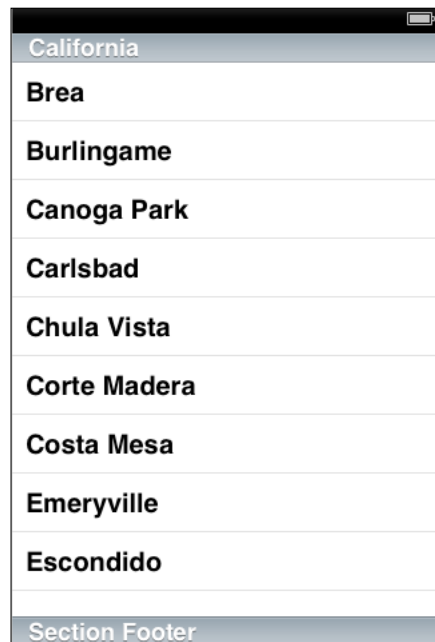 California
Brea
Burlingame
Canoga Park
Carlsbad
Chula Vista
Corte Madera
Costa Mesa
Emeryville
Escondido
Section Footer